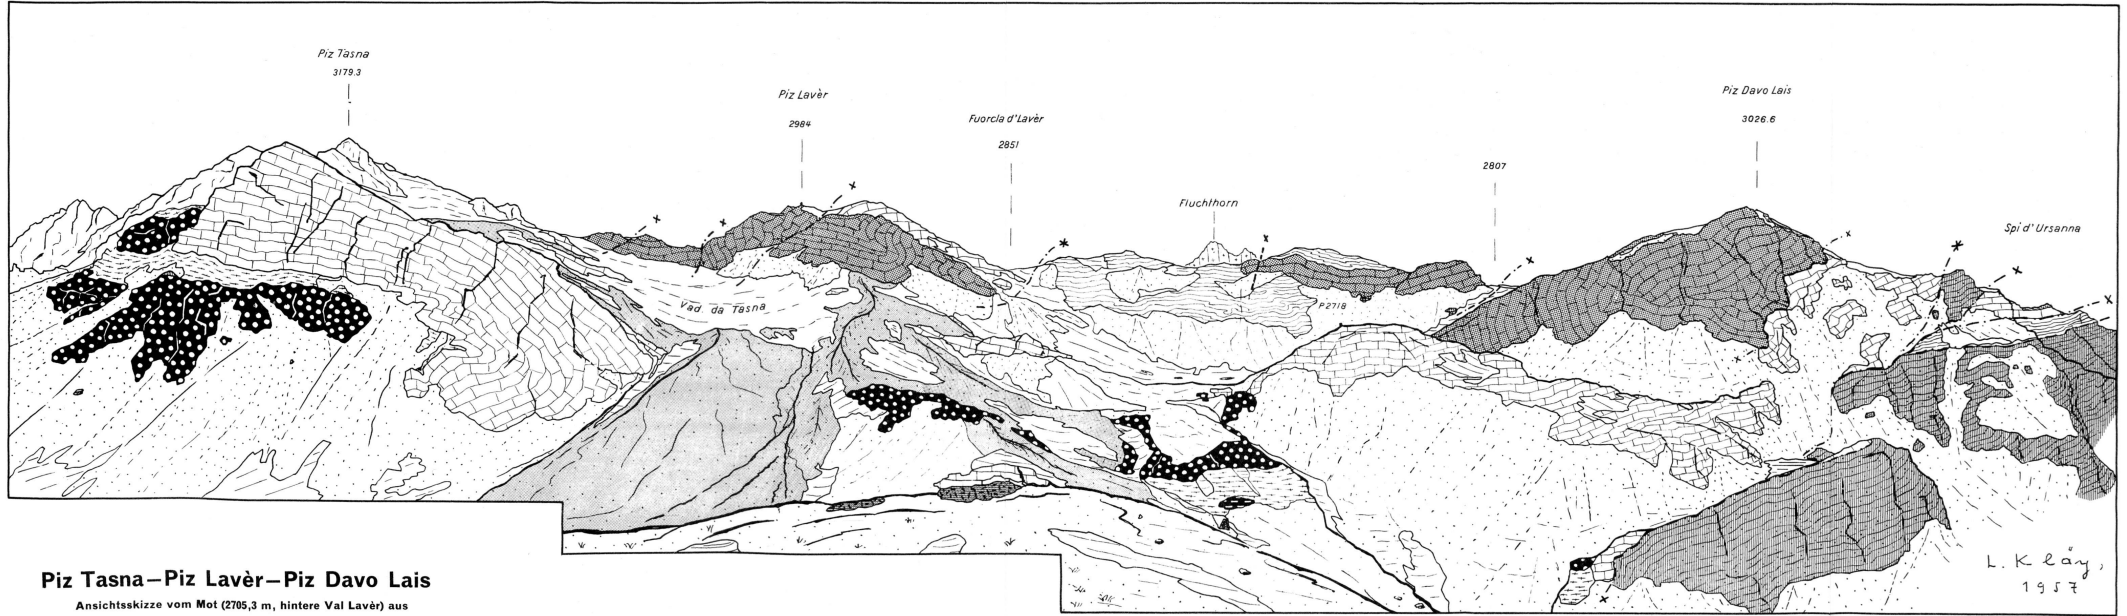 Piz Tasna
3179.3
Piz Lavèr
2984
Fuorcla d'Lavèr
2851
Fluchthorn
2807
Piz Davo Lais
3026.6
Spi d'Ursanna
Vad. da Tasna
P.2718
L. Kläy,
1957
Piz Tasna—Piz Lavèr—Piz Davo Lais
Ansichtsskizze vom Mot (2705,3 m, hintere Val Lavèr) aus